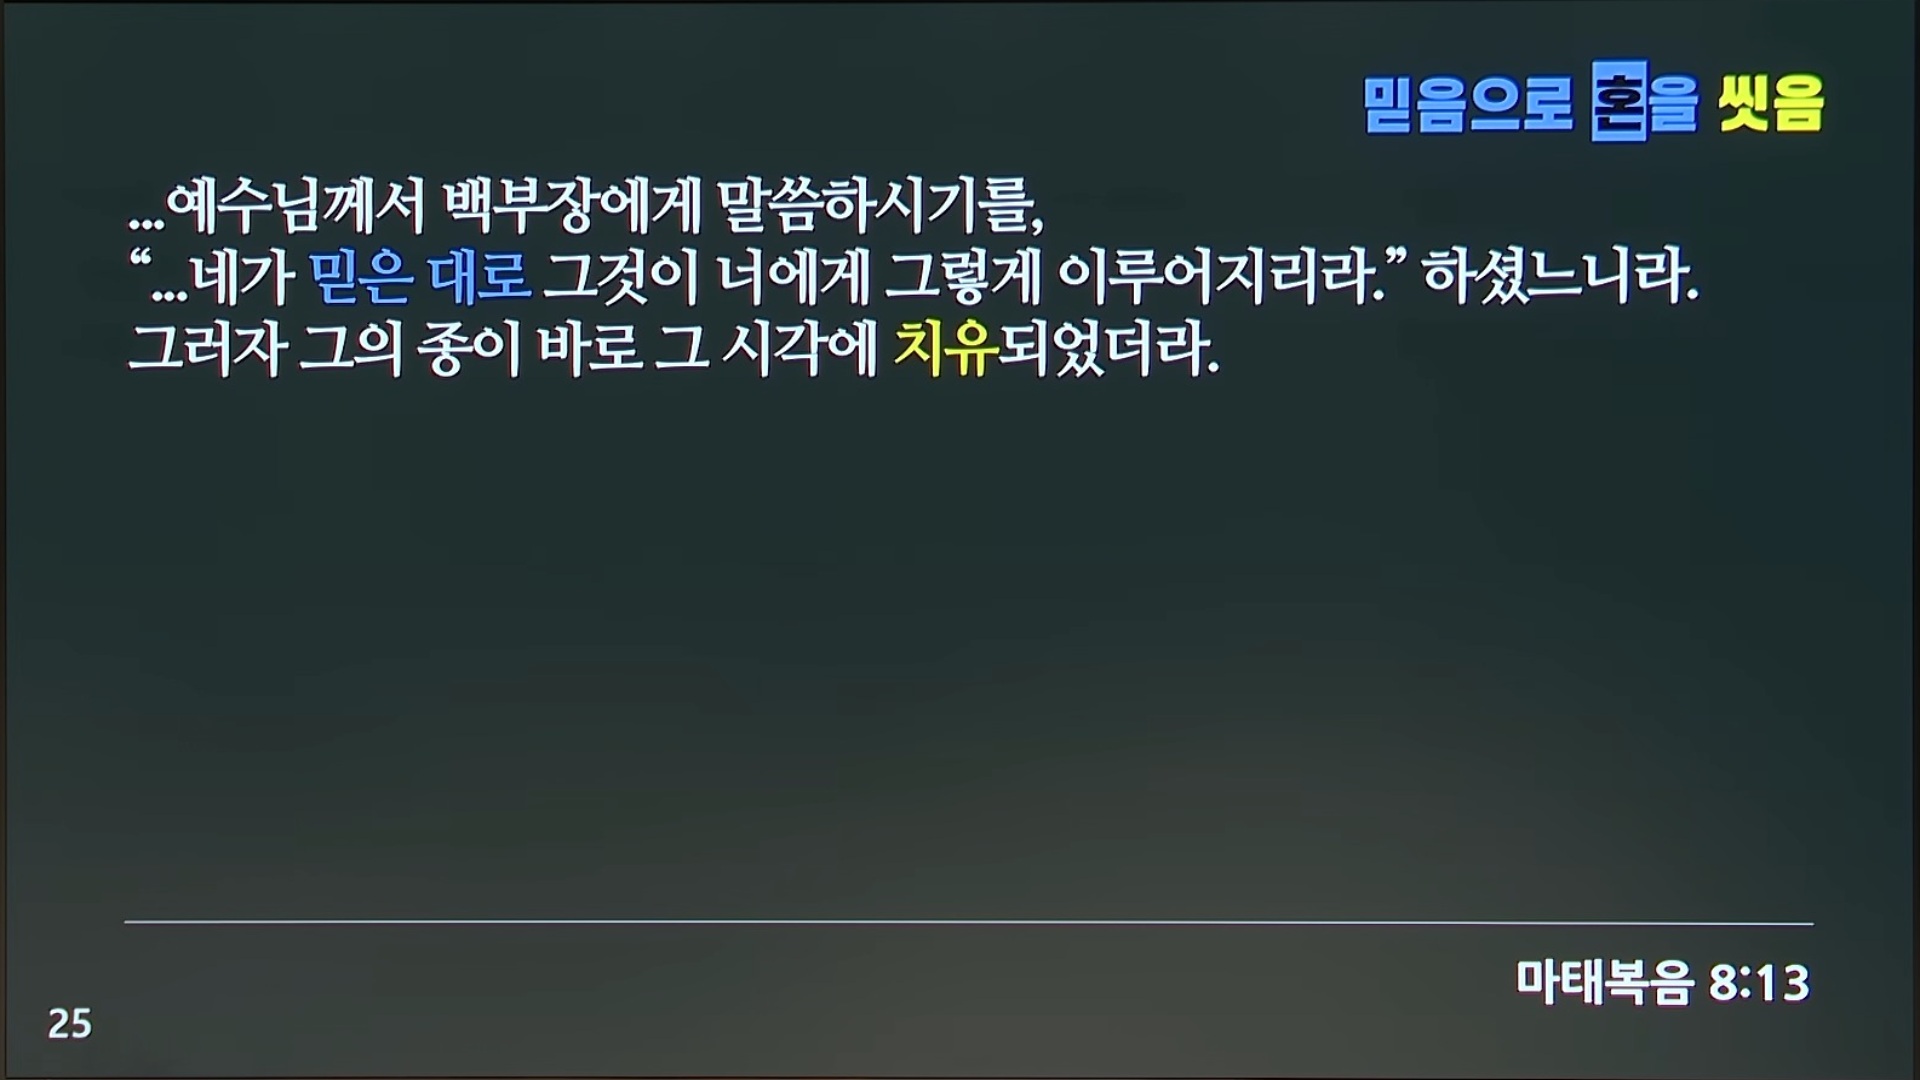 믿음으로 혼을 씻음
...예수님께서 백부장에게 말씀하시기를,
“...네가 믿은 대로 그것이 너에게 그렇게 이루어지리라.” 하셨느니라.
그러자 그의 종이 바로 그 시각에 치유되었더라.
마태복음 8:13
25